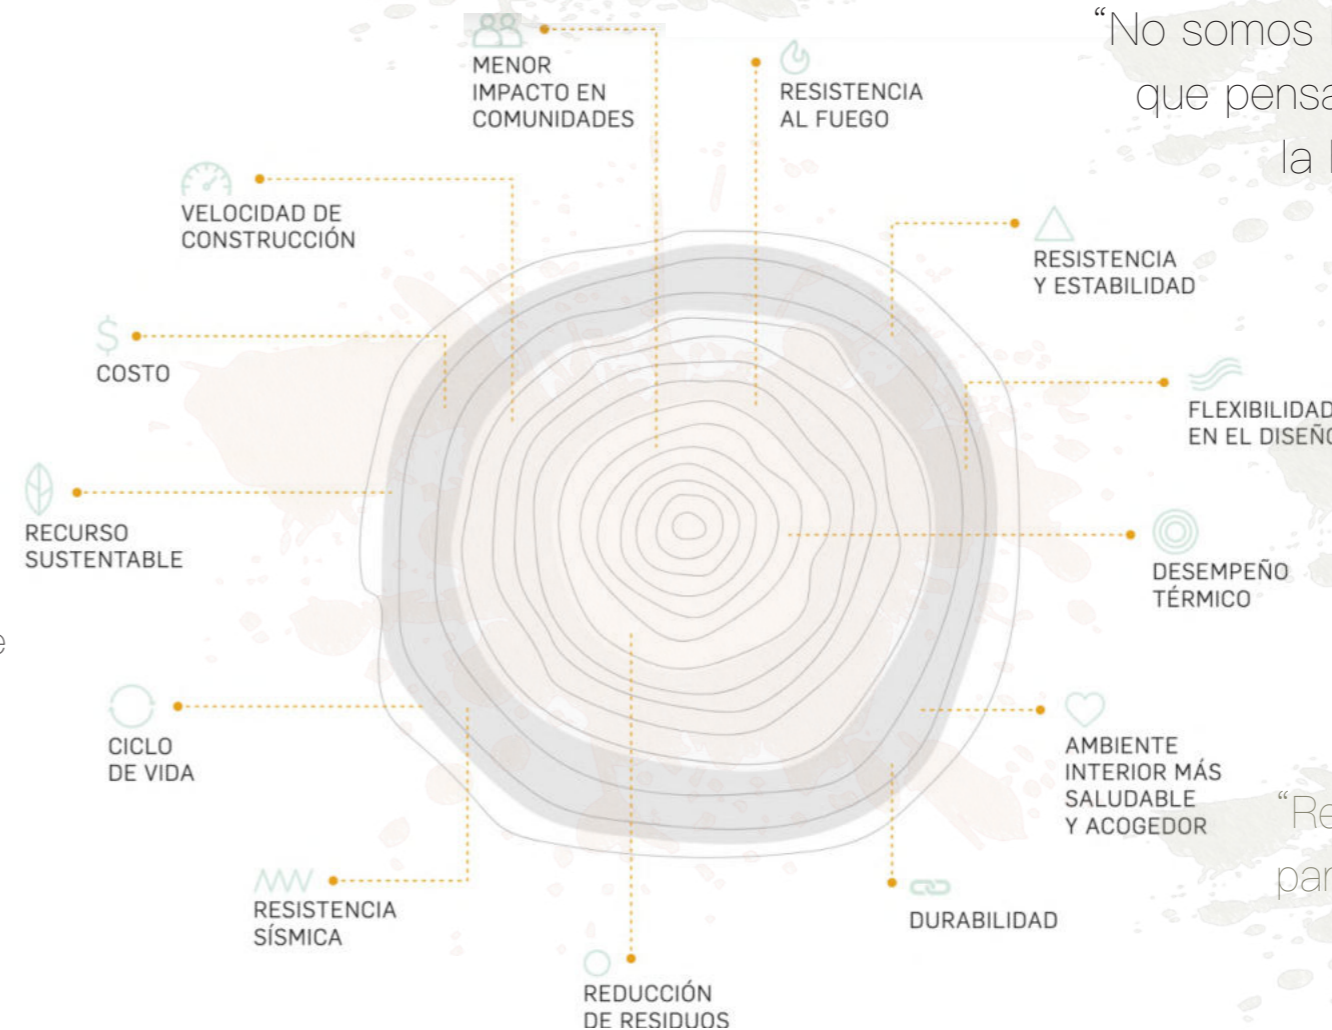 “No somos
que pensa
la
MENOR
IMPACTO EN
COMUNIDADES
RESISTENCIA
AL FUEGO
VELOCIDAD DE
CONSTRUCCIÓN
RESISTENCIA
Y ESTABILIDAD
$
COSTO
FLEXIBILIDAD
EN EL DISEÑO
RECURSO
SUSTENTABLE
DESEMPEÑO
TÉRMICO
e
CICLO
DE VIDA
AMBIENTE
INTERIOR MÁS
SALUDABLE
Y ACOGEDOR
“Re
par
RESISTENCIA
SÍSMICA
DURABILIDAD
REDUCCIÓN
DE RESIDUOS